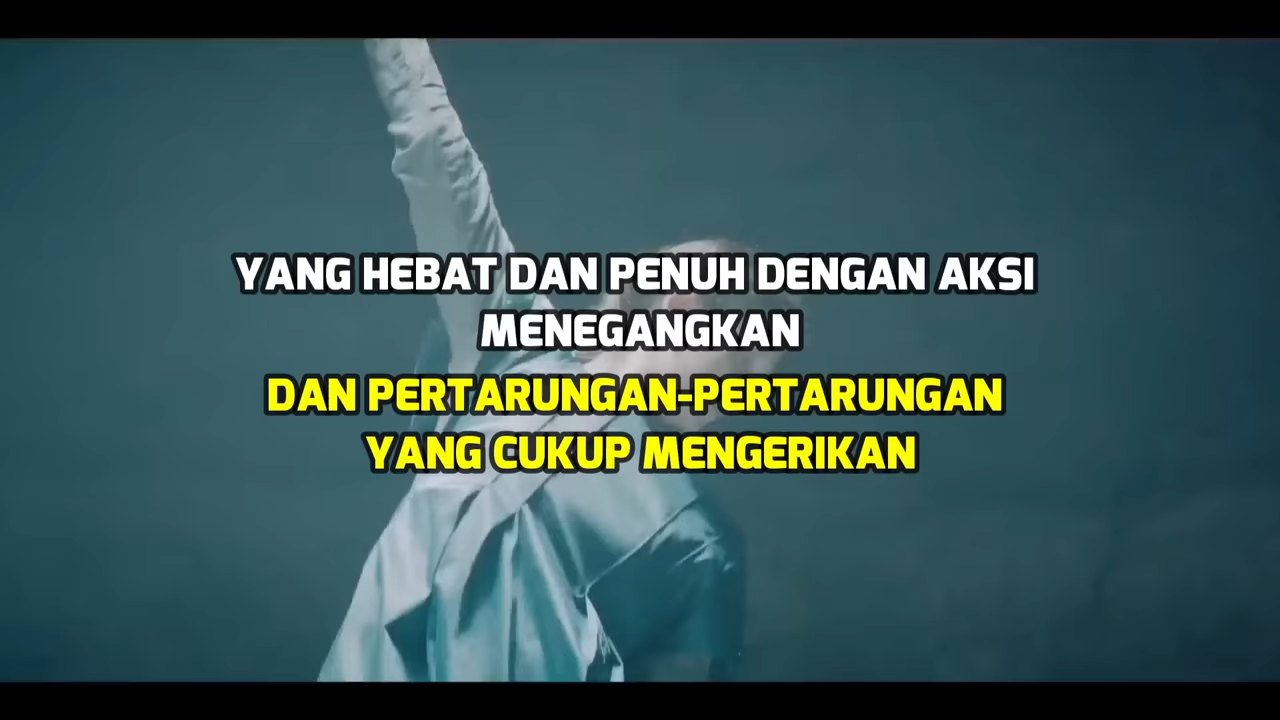 YANG HEBAT DAN PENUH DENGAN AKSI
MENEGANGKAN
DAN PERTARUNGAN-PERTARUNGAN
YANG CUKUP MENGERIKAN